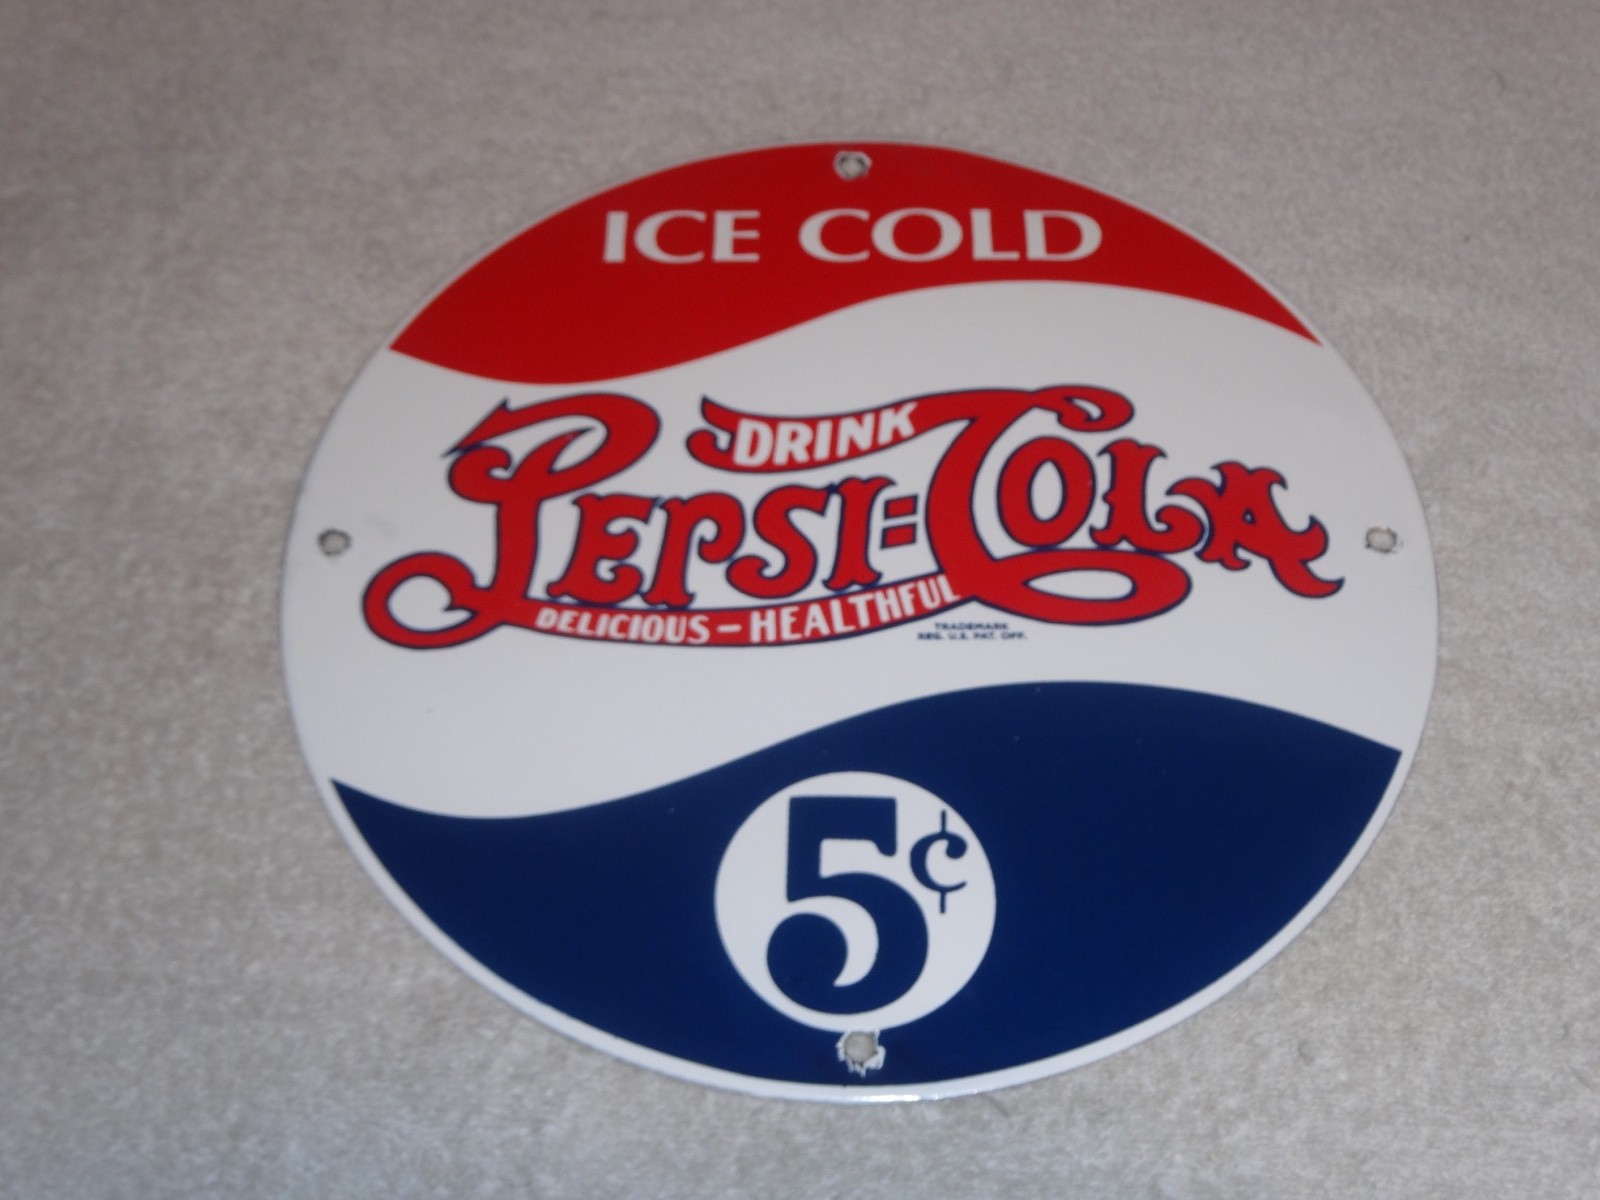 ICE COLD
DRINK
PEPSI=COLA
DELICIOUS-HEALTHFUL
TRADEMARK
REG. U.S. PAT. OFF.
5¢